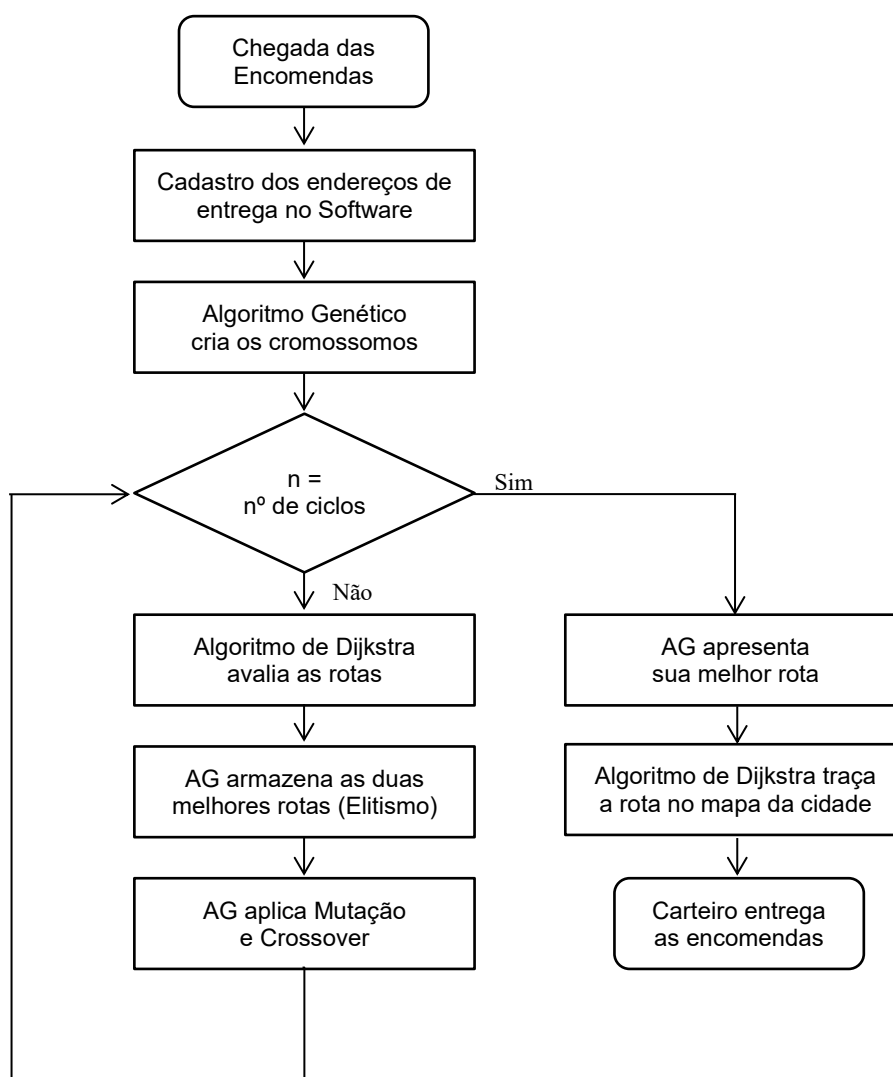 Chegada das
Encomendas
Cadastro dos endereços de
entrega no Software
Algoritmo Genético
cria os cromossomos
n =
nº de ciclos
Sim
Não
Algoritmo de Dijkstra
avalia as rotas
AG armazena as duas
melhores rotas (Elitismo)
AG aplica Mutação
e Crossover
AG apresenta
sua melhor rota
Algoritmo de Dijkstra traça
a rota no mapa da cidade
Carteiro entrega
as encomendas